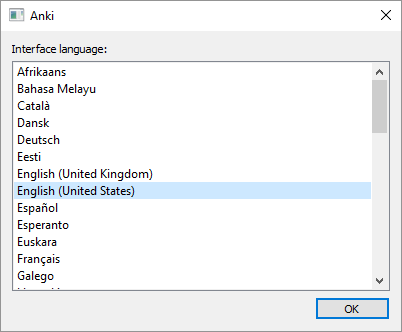 Anki
Interface language:
Afrikaans
Bahasa Melayu
Català
Dansk
Deutsch
Eesti
English (United Kingdom)
English (United States)
Español
Esperanto
Euskara
Français
Galego
OK